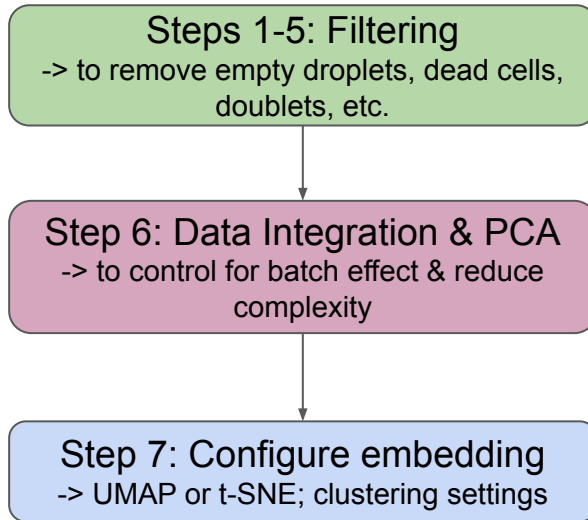 Steps 1-5: Filtering
-> to remove empty droplets, dead cells,
doublets, etc.
Step 6: Data Integration & PCA
-> to control for batch effect & reduce
complexity
Step 7: Configure embedding
-> UMAP or t-SNE; clustering settings